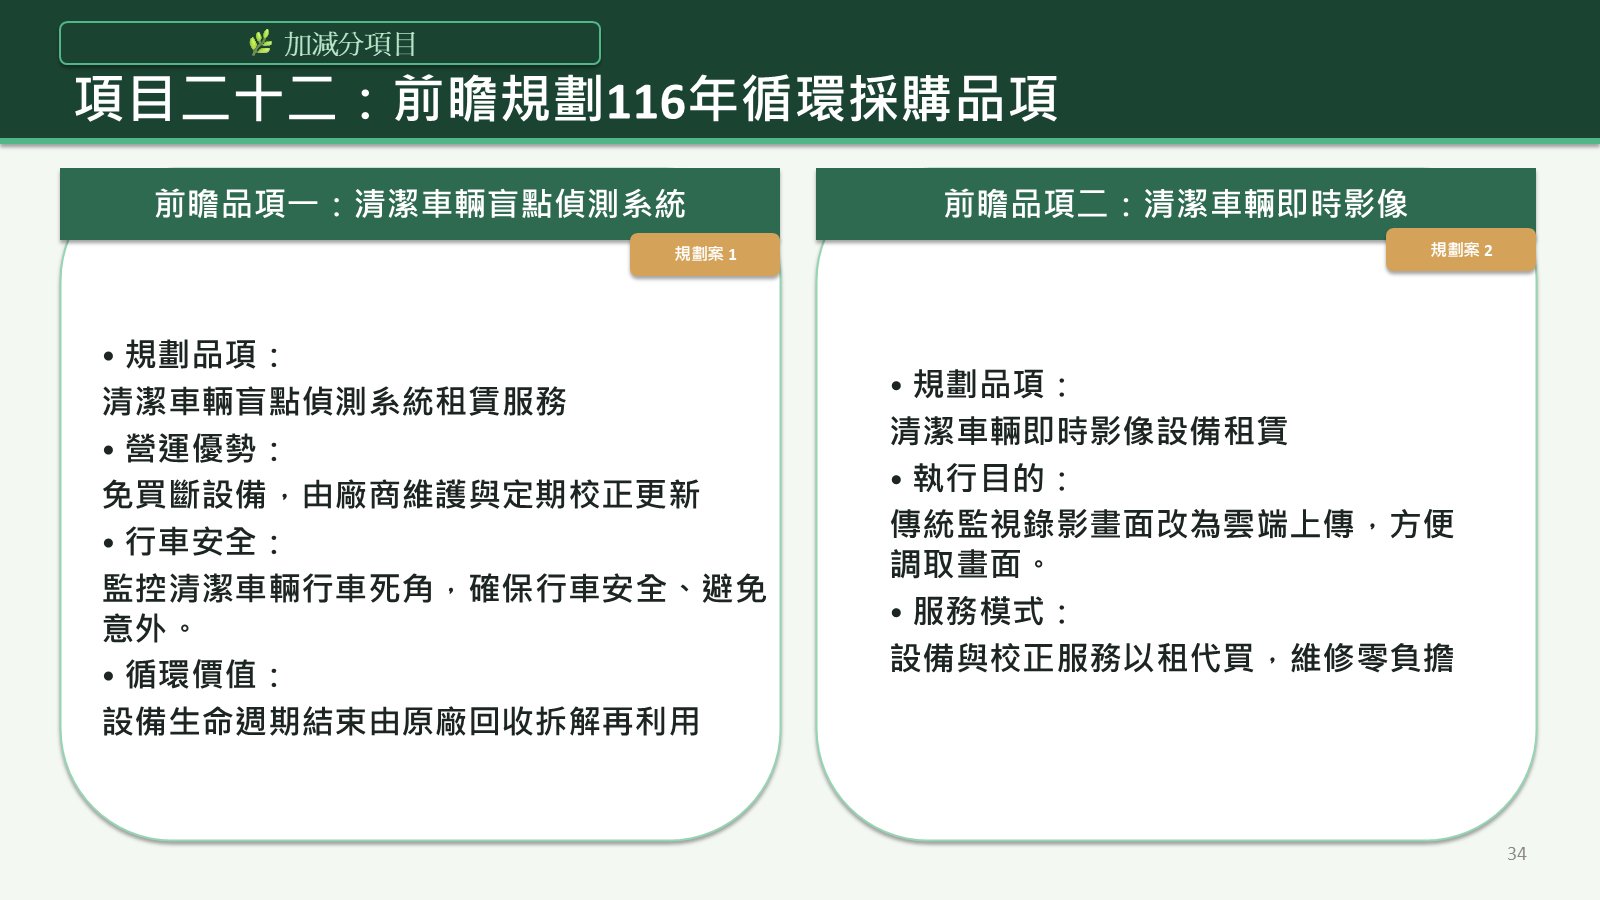 🌿 加減分項目
項目二十二：前瞻規劃116年循環採購品項
前瞻品項一：清潔車輛盲點偵測系統
規劃案 1
• 規劃品項：
清潔車輛盲點偵測系統租賃服務
• 營運優勢：
免買斷設備，由廠商維護與定期校正更新
• 行車安全：
監控清潔車輛行車死角，確保行車安全、避免
意外。
• 循環價值：
設備生命週期結束由原廠回收拆解再利用
前瞻品項二：清潔車輛即時影像
規劃案 2
• 規劃品項：
清潔車輛即時影像設備租賃
• 執行目的：
傳統監視錄影畫面改為雲端上傳，方便
調取畫面。
• 服務模式：
設備與校正服務以租代買，維修零負擔
34